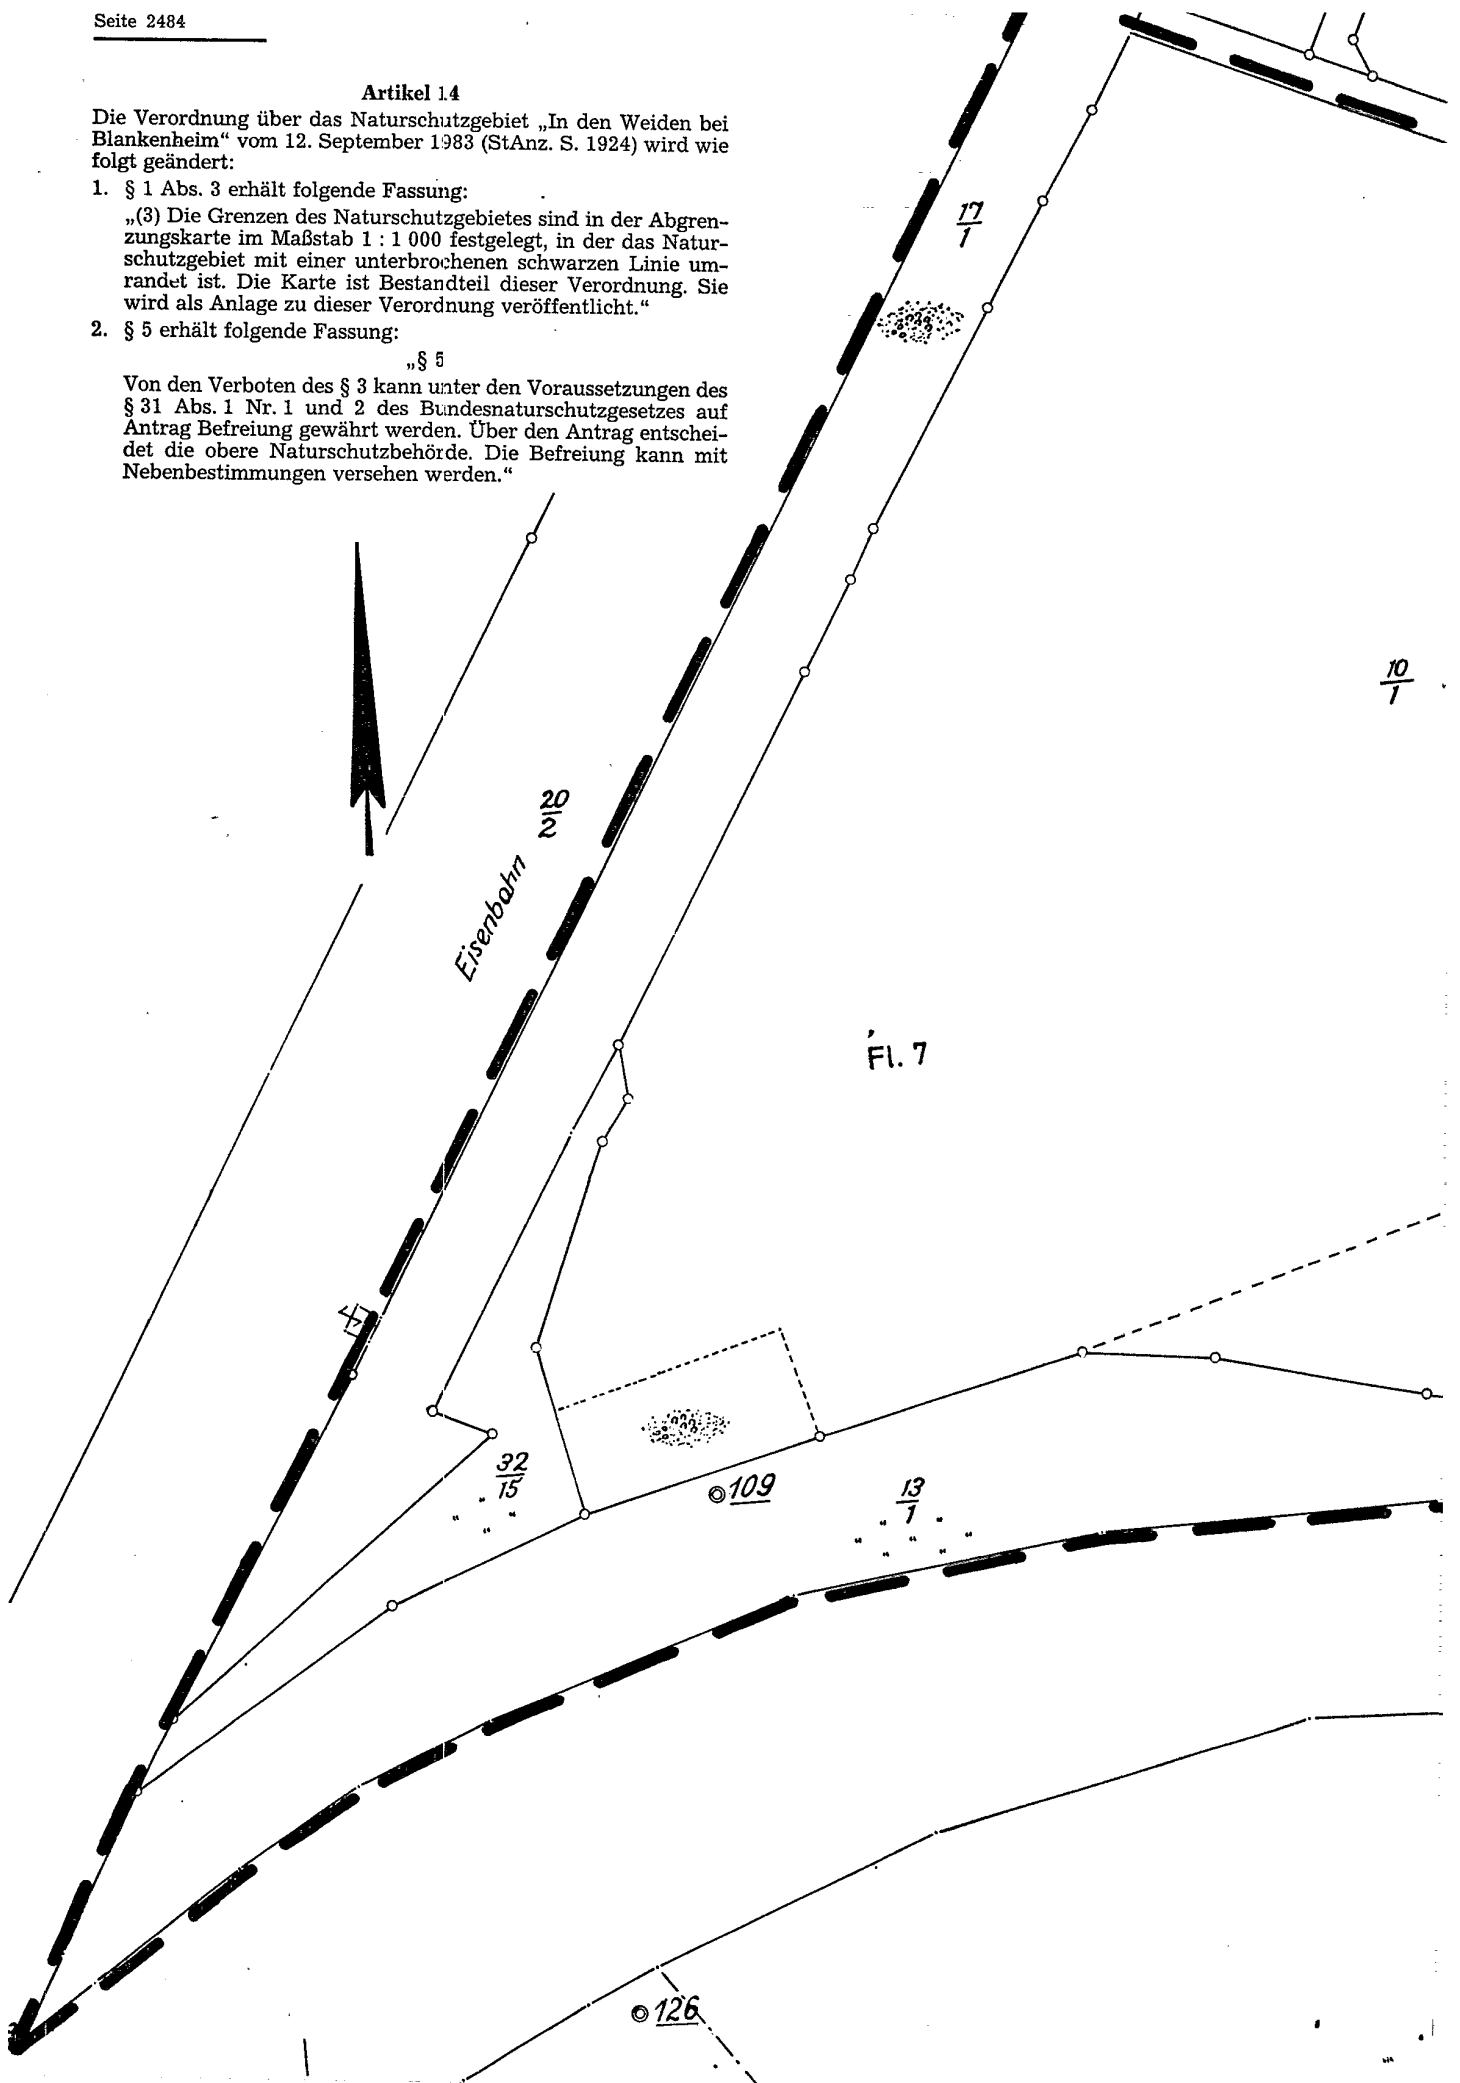 Seite 2484
Artikel 14
Die Verordnung über das Naturschutzgebiet „In den Weiden bei
Blankenheim“ vom 12. September 1983 (StAnz. S. 1924) wird wie
folgt geändert:
1. § 1 Abs. 3 erhält folgende Fassung:
„(3) Die Grenzen des Naturschutzgebietes sind in der Abgren-
zungskarte im Maßstab 1 : 1 000 festgelegt, in der das Natur-
schutzgebiet mit einer unterbrochenen schwarzen Linie um-
randet ist. Die Karte ist Bestandteil dieser Verordnung. Sie
wird als Anlage zu dieser Verordnung veröffentlicht.“
2. § 5 erhält folgende Fassung:
„§ 5
Von den Verboten des § 3 kann unter den Voraussetzungen des
§ 31 Abs. 1 Nr. 1 und 2 des Bundesnaturschutzgesetzes auf
Antrag Befreiung gewährt werden. Über den Antrag entschei-
det die obere Naturschutzbehörde. Die Befreiung kann mit
Nebenbestimmungen versehen werden.“
17
1
10
1
20
2
Eisenbahn
Fl. 7
32
15
109
13
1
126